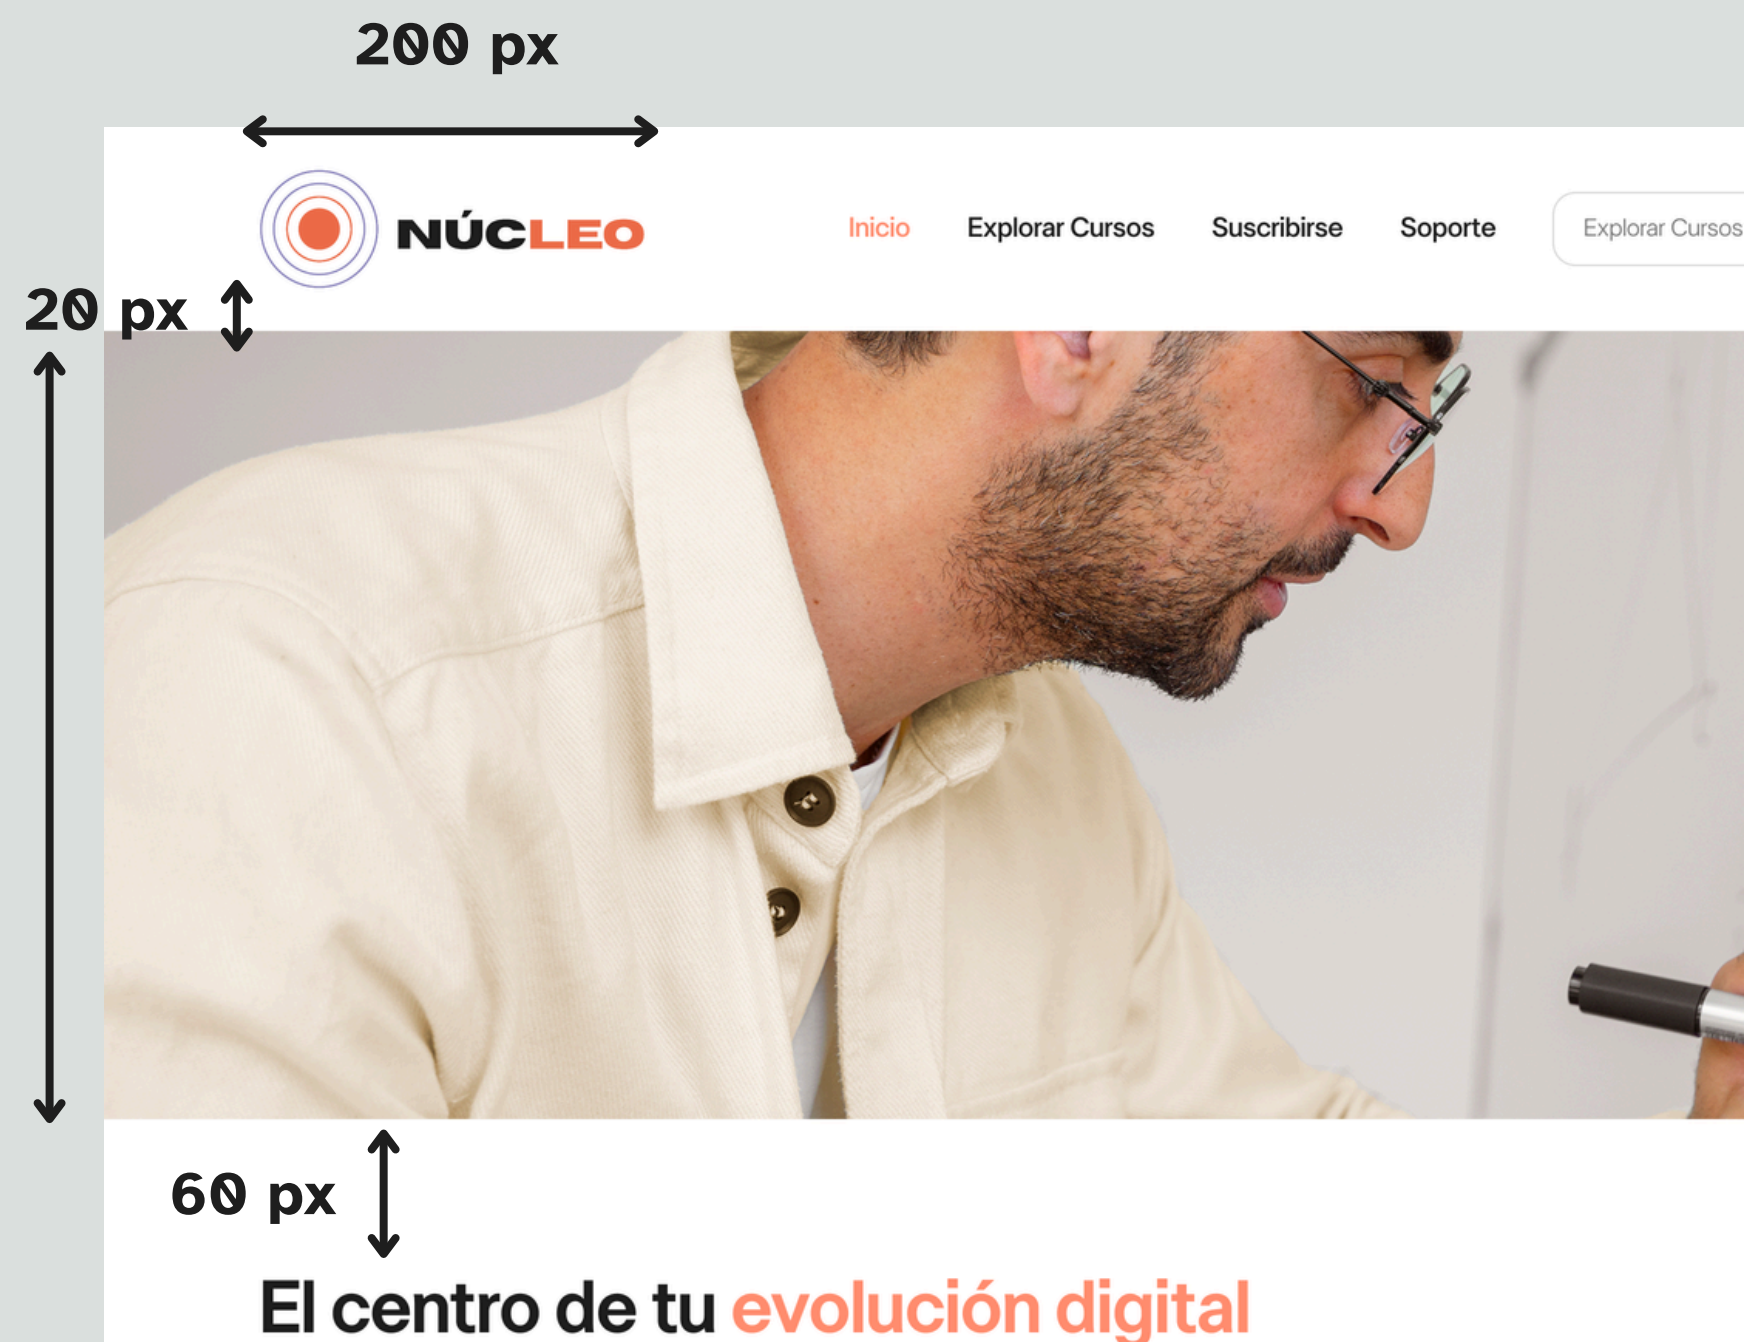 200 px
NÚCLEO
Inicio Explorar Cursos Suscribirse Soporte Explorar Cursos
20 px
60 px
El centro de tu evolución digital